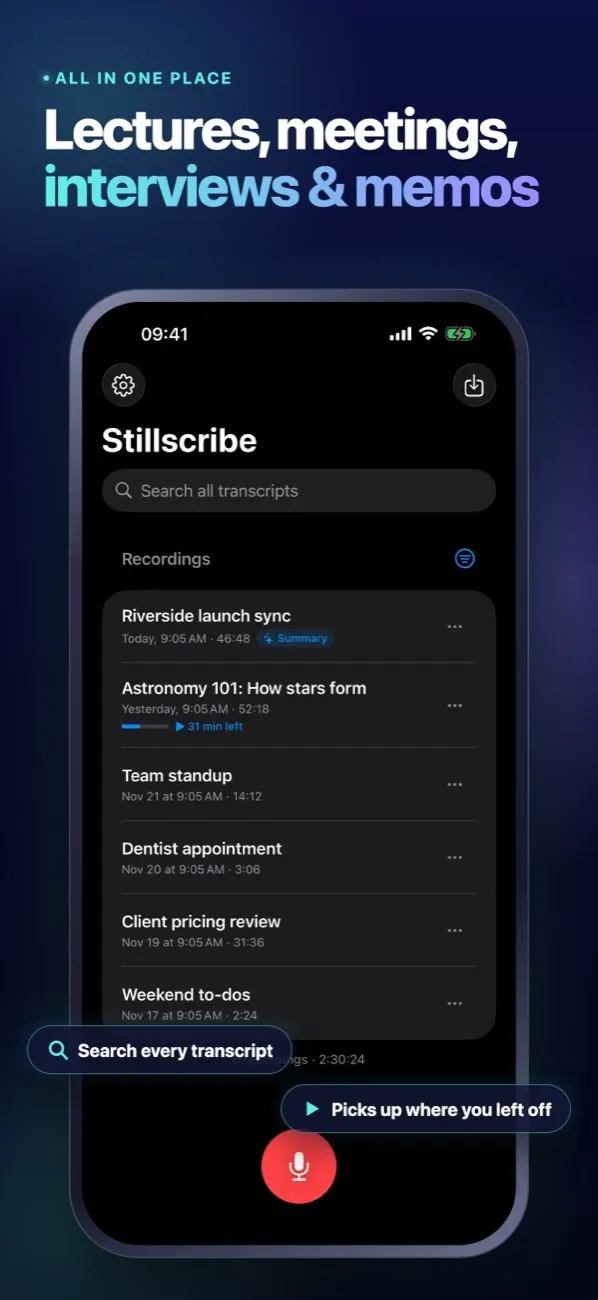 • ALL IN ONE PLACE
Lectures, meetings,
interviews & memos
09:41
Stillscribe
Search all transcripts
Recordings
Riverside launch sync
Today, 9:05 AM · 46:48 Summary
Astronomy 101: How stars form
Yesterday, 9:05 AM · 52:18
31 min left
Team standup
Nov 21 at 9:05 AM · 14:12
Dentist appointment
Nov 20 at 9:05 AM · 3:06
Client pricing review
Nov 19 at 9:05 AM · 31:36
Weekend to-dos
Nov 17 at 9:05 AM · 2:24
Search every transcript
· 2:30:24
Picks up where you left off